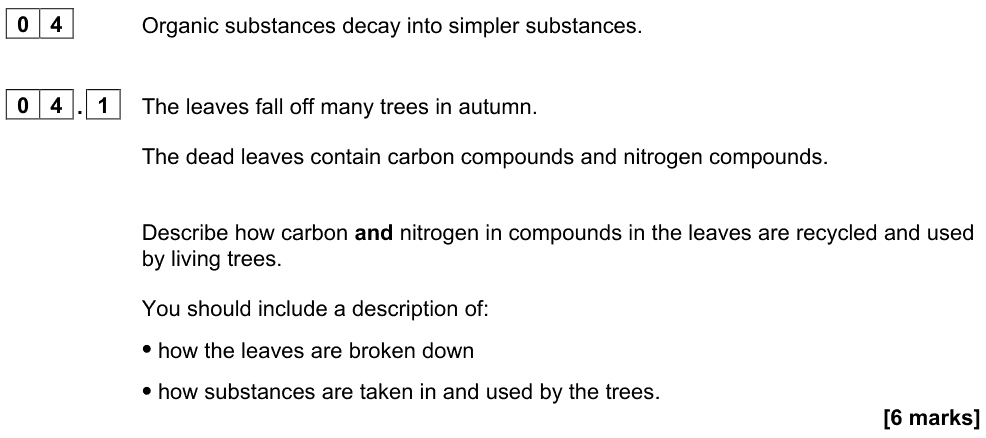 0 4 Organic substances decay into simpler substances.
0 4 . 1 The leaves fall off many trees in autumn.
The dead leaves contain carbon compounds and nitrogen compounds.
Describe how carbon and nitrogen in compounds in the leaves are recycled and used
by living trees.
You should include a description of:
• how the leaves are broken down
• how substances are taken in and used by the trees.
[6 marks]